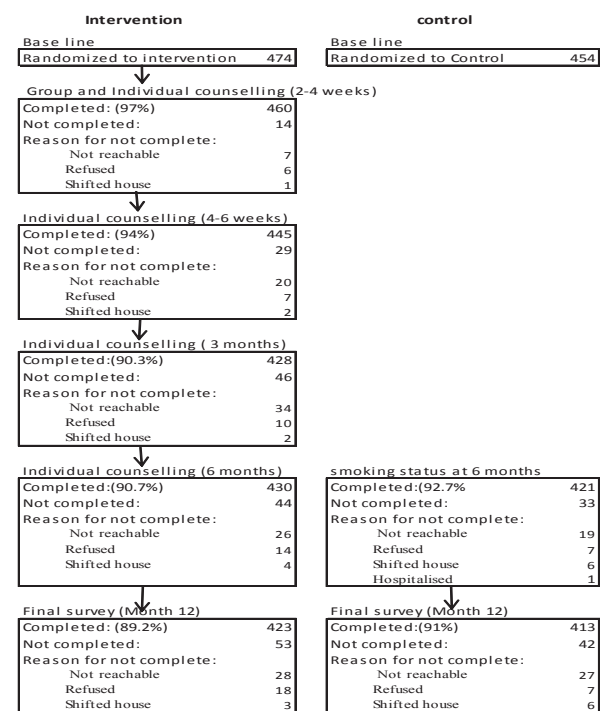 Intervention
control
Base line
Randomized to intervention 474
Base line
Randomized to Control 454
Group and Individual counselling (2-4 weeks)
Completed: (97%) 460
Not completed: 14
Reason for not complete:
Not reachable 7
Refused 6
Shifted house 1
Individual counselling (4-6 weeks)
Completed: (94%) 445
Not completed: 29
Reason for not complete:
Not reachable 20
Refused 7
Shifted house 2
Individual counselling ( 3 months)
Completed:(90.3%) 428
Not completed: 46
Reason for not complete:
Not reachable 34
Refused 10
Shifted house 2
Individual counselling (6 months)
Completed:(90.7%) 430
Not completed: 44
Reason for not complete:
Not reachable 26
Refused 14
Shifted house 4
smoking status at 6 months
Completed:(92.7% 421
Not completed: 33
Reason for not complete:
Not reachable 19
Refused 7
Shifted house 6
Hospitalised 1
Final survey (Month 12)
Completed: (89.2%) 423
Not completed: 53
Reason for not complete:
Not reachable 28
Refused 18
Shifted house 3
Final survey (Month 12)
Completed:(91%) 413
Not completed: 42
Reason for not complete:
Not reachable 27
Refused 7
Shifted house 6